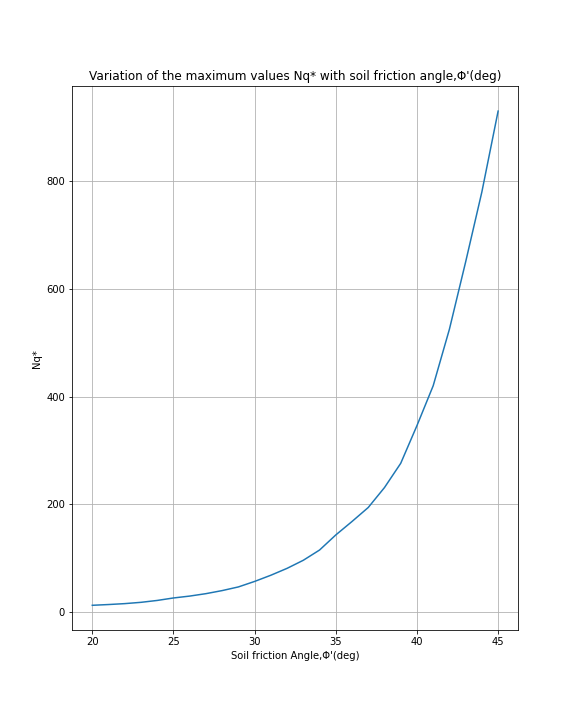 Variation of the maximum values Nq* with soil friction angle,Φ'(deg)
800
600
400
200
0
Nq*
20 25 30 35 40 45
Soil friction Angle,Φ'(deg)